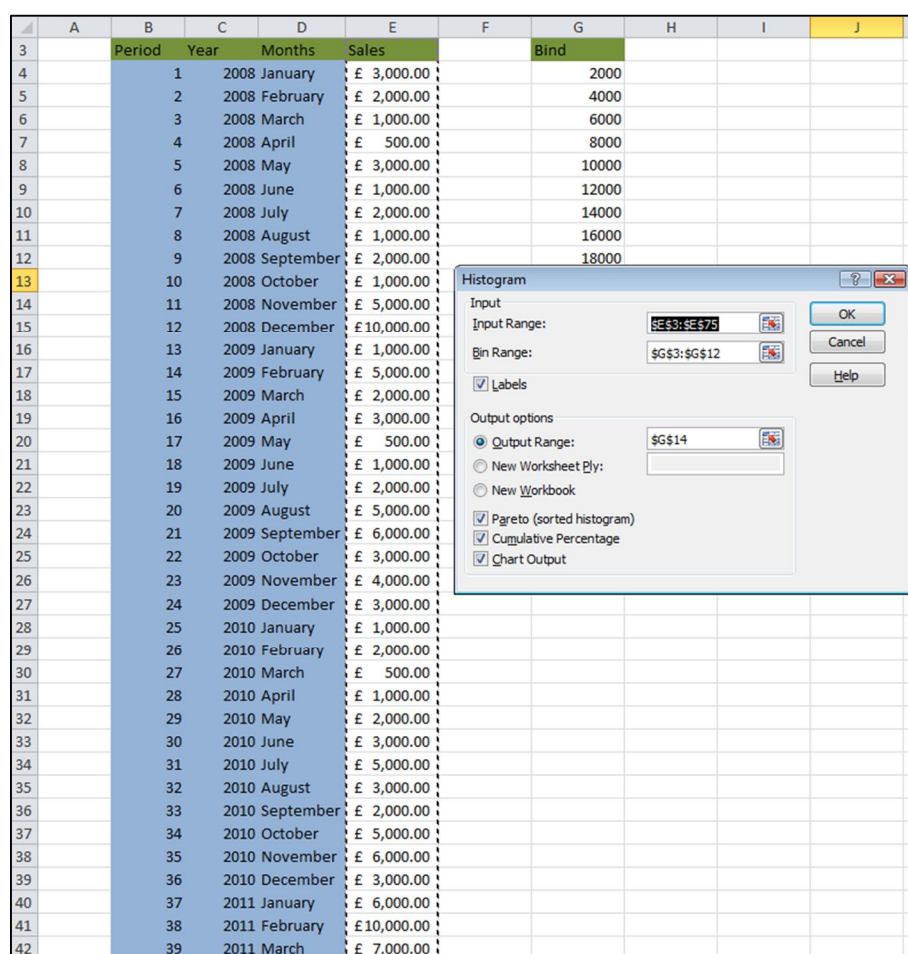 A B C D E F G H I J
3 Period Year Months Sales Bind
4 1 2008 January £ 3,000.00 2000
5 2 2008 February £ 2,000.00 4000
6 3 2008 March £ 1,000.00 6000
7 4 2008 April £ 500.00 8000
8 5 2008 May £ 3,000.00 10000
9 6 2008 June £ 1,000.00 12000
10 7 2008 July £ 2,000.00 14000
11 8 2008 August £ 1,000.00 16000
12 9 2008 September £ 2,000.00 18000
13 10 2008 October £ 1,000.00
14 11 2008 November £ 5,000.00
15 12 2008 December £10,000.00
16 13 2009 January £ 1,000.00
17 14 2009 February £ 5,000.00
18 15 2009 March £ 2,000.00
19 16 2009 April £ 3,000.00
20 17 2009 May £ 500.00
21 18 2009 June £ 1,000.00
22 19 2009 July £ 2,000.00
23 20 2009 August £ 5,000.00
24 21 2009 September £ 6,000.00
25 22 2009 October £ 3,000.00
26 23 2009 November £ 4,000.00
27 24 2009 December £ 3,000.00
28 25 2010 January £ 1,000.00
29 26 2010 February £ 2,000.00
30 27 2010 March £ 500.00
31 28 2010 April £ 1,000.00
32 29 2010 May £ 2,000.00
33 30 2010 June £ 3,000.00
34 31 2010 July £ 5,000.00
35 32 2010 August £ 3,000.00
36 33 2010 September £ 2,000.00
37 34 2010 October £ 5,000.00
38 35 2010 November £ 6,000.00
39 36 2010 December £ 3,000.00
40 37 2011 January £ 6,000.00
41 38 2011 February £10,000.00
42 39 2011 March £ 7,000.00
Histogram ?
Input
Input Range: $E$3:$E$75
Bin Range: $G$3:$G$12
Labels
Output options
Output Range: $G$14
New Worksheet Ply:
New Workbook
Pareto (sorted histogram)
Cumulative Percentage
Chart Output
OK
Cancel
Help